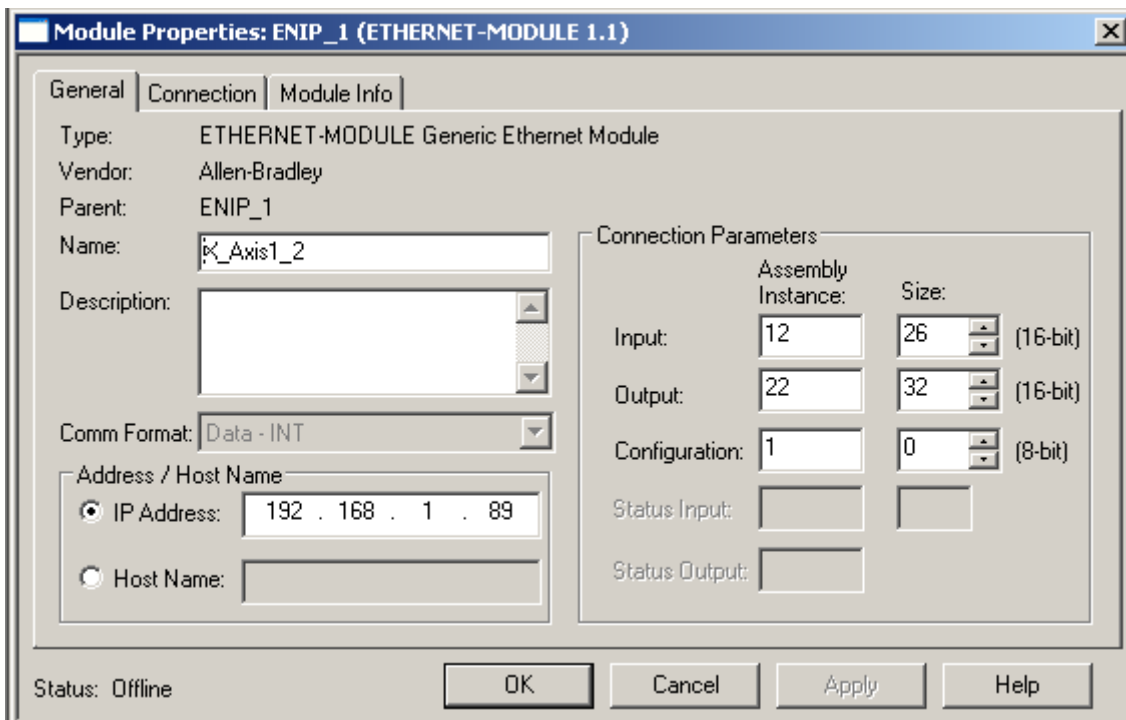 Module Properties: ENIP_1 (ETHERNET-MODULE 1.1)
General Connection Module Info
Type: ETHERNET-MODULE Generic Ethernet Module
Vendor: Allen-Bradley
Parent: ENIP_1
Name: K_Axis1_2
Description:
Comm Format: Data - INT
Address / Host Name
IP Address: 192 . 168 . 1 . 89
Host Name:
Connection Parameters
Assembly
Instance: Size:
Input: 12 26 (16-bit)
Output: 22 32 (16-bit)
Configuration: 1 0 (8-bit)
Status Input:
Status Output:
Status: Offline OK Cancel Apply Help